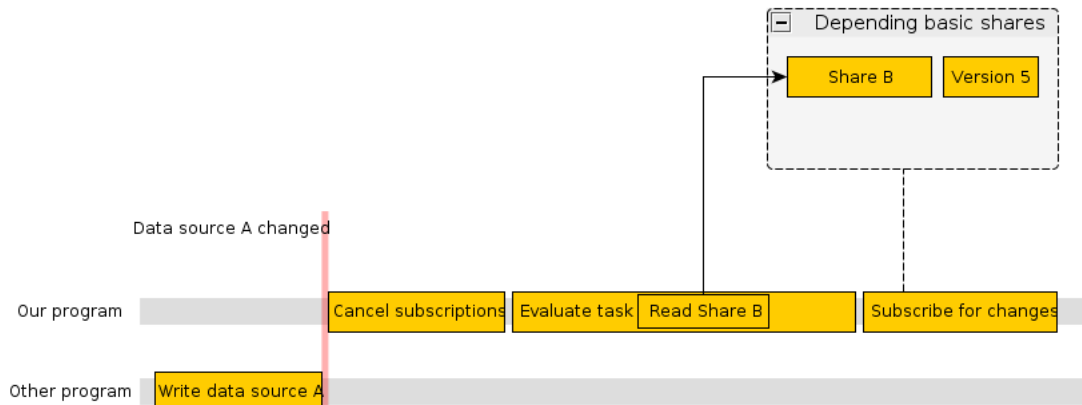 Depending basic shares
Share B
Version 5
Data source A changed
Our program
Cancel subscriptions
Evaluate task
Read Share B
Subscribe for changes
Other program
Write data source A